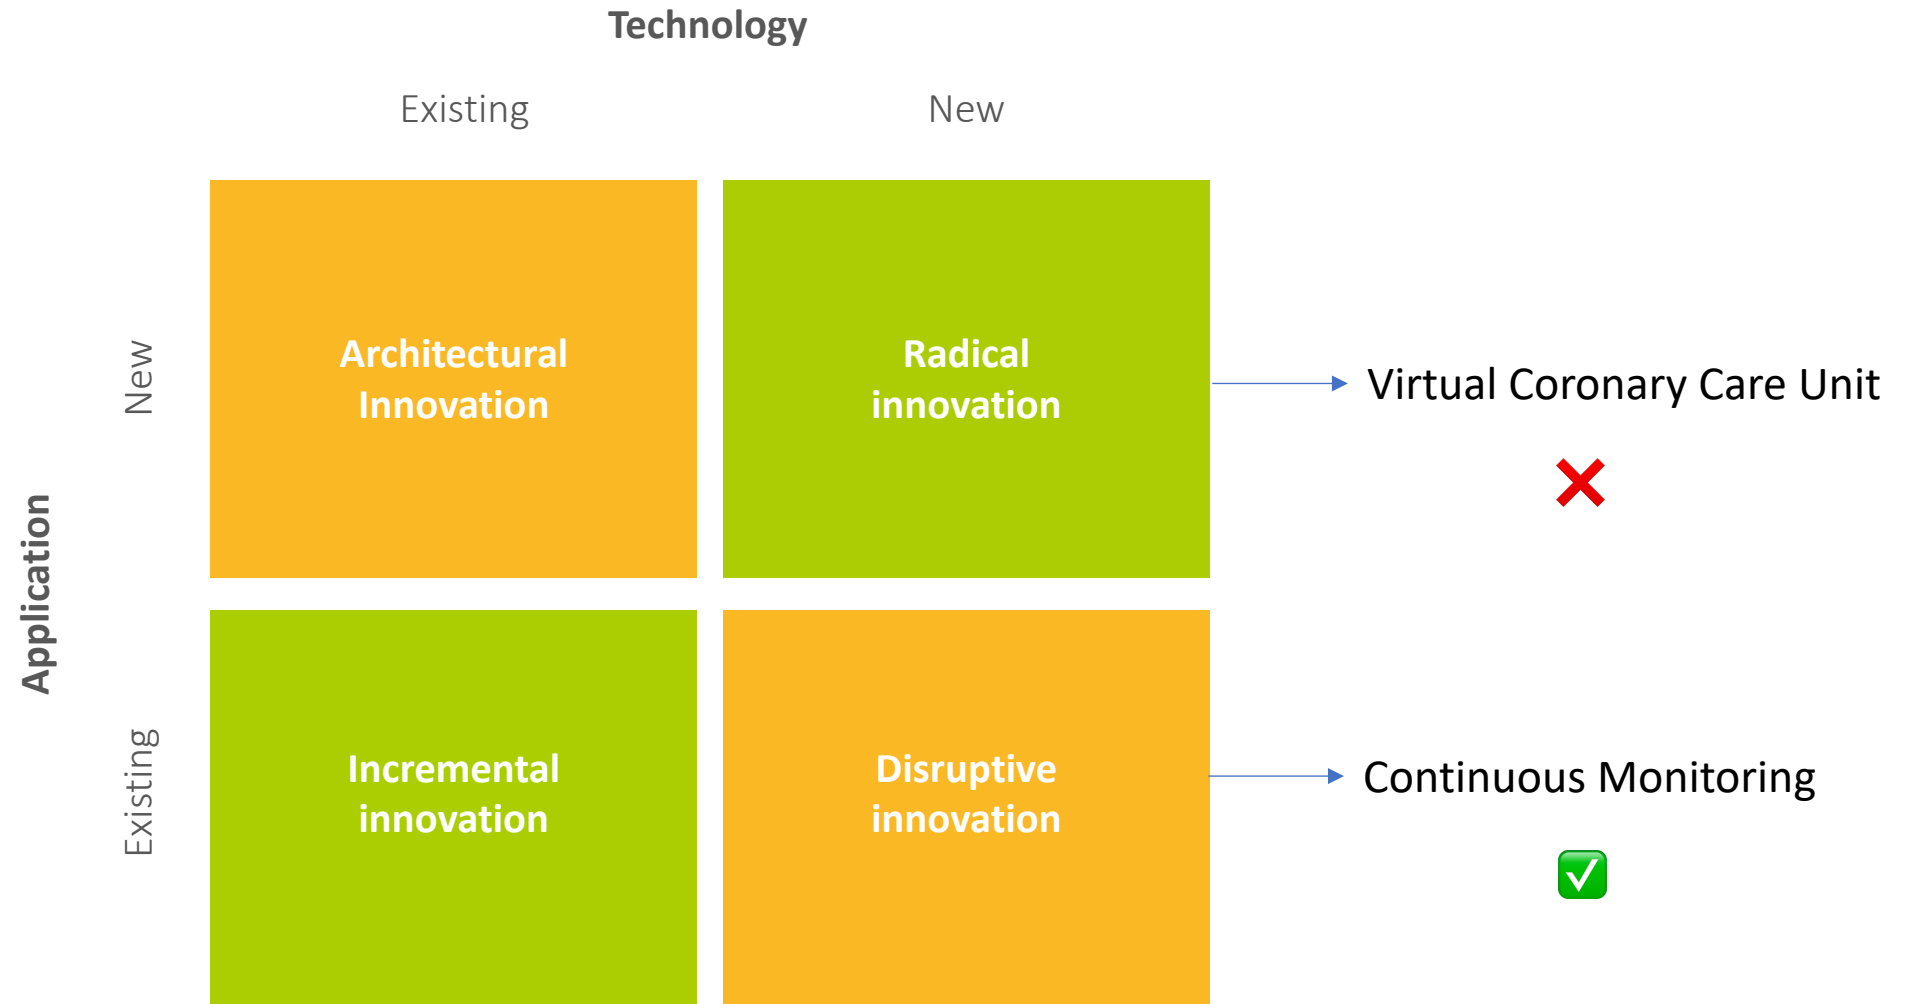 Technology
Existing
New
Application
New
Architectural
Innovation
Radical
innovation
Virtual Coronary Care Unit
Existing
Incremental
innovation
Disruptive
innovation
Continuous Monitoring